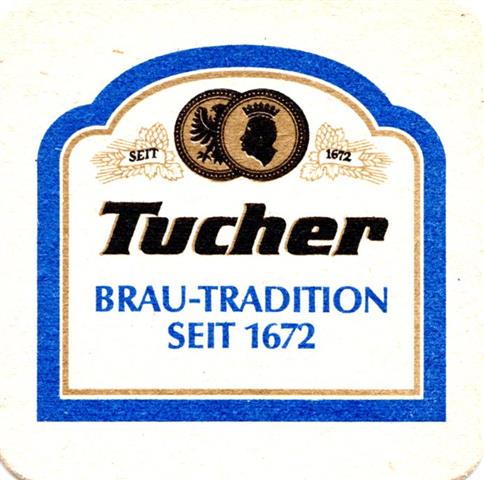 SEIT 1672
Tucher
BRAU-TRADITION
SEIT 1672